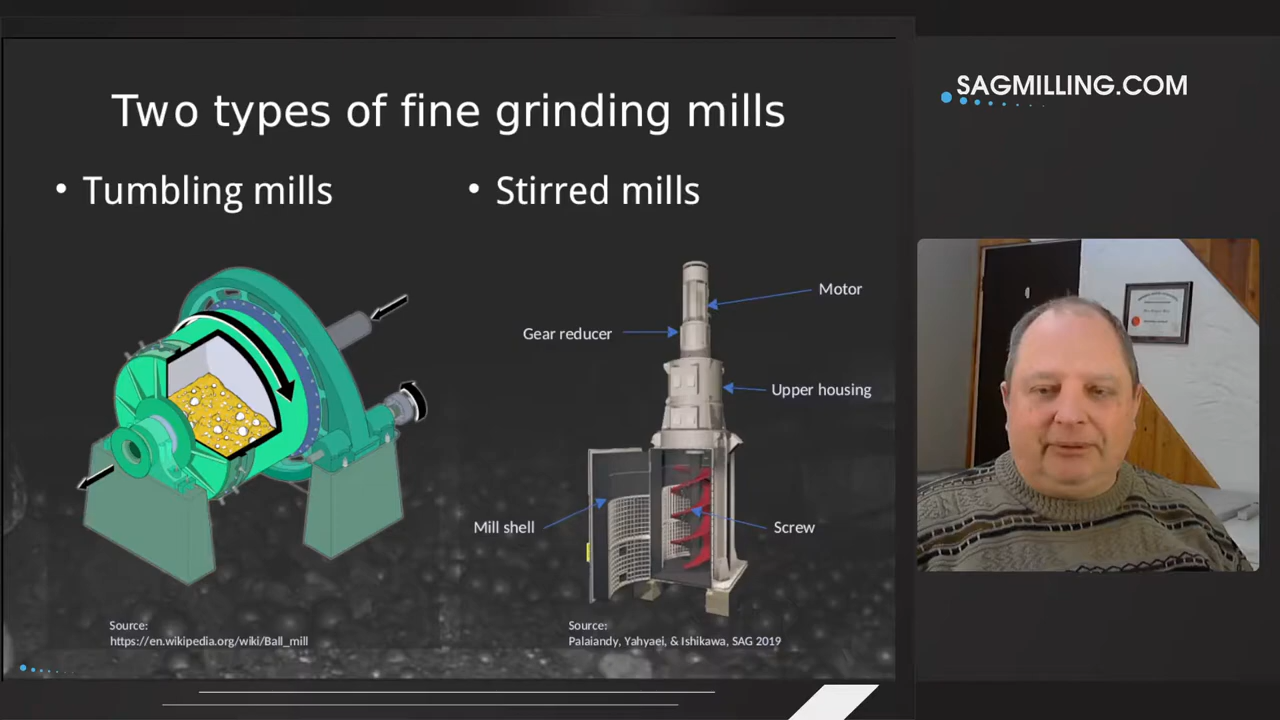 Two types of fine grinding mills
• Tumbling mills
• Stirred mills
Motor
Gear reducer
Upper housing
Mill shell
Screw
Source:
https://en.wikipedia.org/wiki/Ball_mill
Source:
Palaiandy, Yahyaei, & Ishikawa, SAG 2019
SAGMILLING.COM